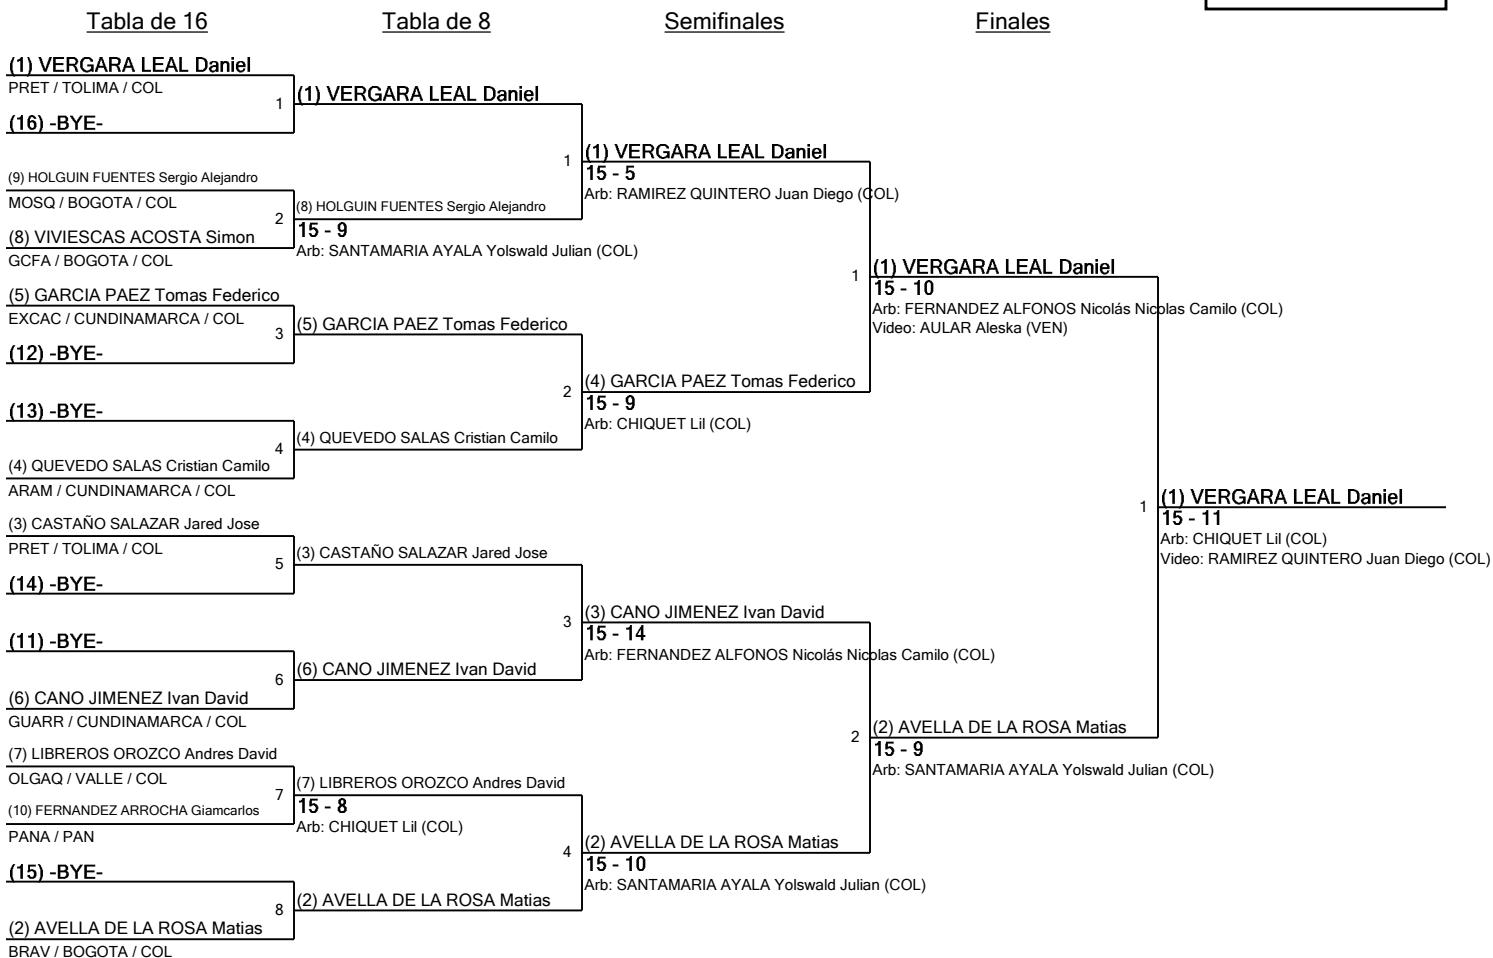 Tabla de 16
Tabla de 8
Semifinales
Finales
(1) VERGARA LEAL Daniel
PRET / TOLIMA / COL
1
(16) -BYE-
(9) HOLGUIN FUENTES Sergio Alejandro
MOSQ / BOGOTA / COL
2
(8) VIVIESCAS ACOSTA Simon
GCFA / BOGOTA / COL
(5) GARCIA PAEZ Tomas Federico
EXCAC / CUNDINAMARCA / COL
3
(12) -BYE-
(13) -BYE-
4
(4) QUEVEDO SALAS Cristian Camilo
ARAM / CUNDINAMARCA / COL
(3) CASTAÑO SALAZAR Jared Jose
PRET / TOLIMA / COL
5
(14) -BYE-
(11) -BYE-
6
(6) CANO JIMENEZ Ivan David
GUARR / CUNDINAMARCA / COL
(7) LIBREROS OROZCO Andres David
OLGAQ / VALLE / COL
7
(10) FERNANDEZ ARROCHA Giamcarlos
PANA / PAN
(15) -BYE-
8
(2) AVELLA DE LA ROSA Matias
BRAV / BOGOTA / COL
(1) VERGARA LEAL Daniel
1
(8) HOLGUIN FUENTES Sergio Alejandro
15 - 9
Arb: SANTAMARIA AYALA Yolswald Julian (COL)
(5) GARCIA PAEZ Tomas Federico
2
(4) QUEVEDO SALAS Cristian Camilo
(3) CASTAÑO SALAZAR Jared Jose
3
(6) CANO JIMENEZ Ivan David
(7) LIBREROS OROZCO Andres David
15 - 8
Arb: CHIQUET Lil (COL)
4
(2) AVELLA DE LA ROSA Matias
(1) VERGARA LEAL Daniel
15 - 5
Arb: RAMIREZ QUINTERO Juan Diego (COL)
1
(4) GARCIA PAEZ Tomas Federico
15 - 9
Arb: CHIQUET Lil (COL)
(3) CANO JIMENEZ Ivan David
15 - 14
Arb: FERNANDEZ ALFONOS Nicolás Nicolas Camilo (COL)
2
(2) AVELLA DE LA ROSA Matias
15 - 10
Arb: SANTAMARIA AYALA Yolswald Julian (COL)
(1) VERGARA LEAL Daniel
15 - 10
Arb: FERNANDEZ ALFONOS Nicolás Nicolas Camilo (COL)
Video: AULAR Aleska (VEN)
1
(2) AVELLA DE LA ROSA Matias
15 - 9
Arb: SANTAMARIA AYALA Yolswald Julian (COL)
(1) VERGARA LEAL Daniel
15 - 11
Arb: CHIQUET Lil (COL)
Video: RAMIREZ QUINTERO Juan Diego (COL)